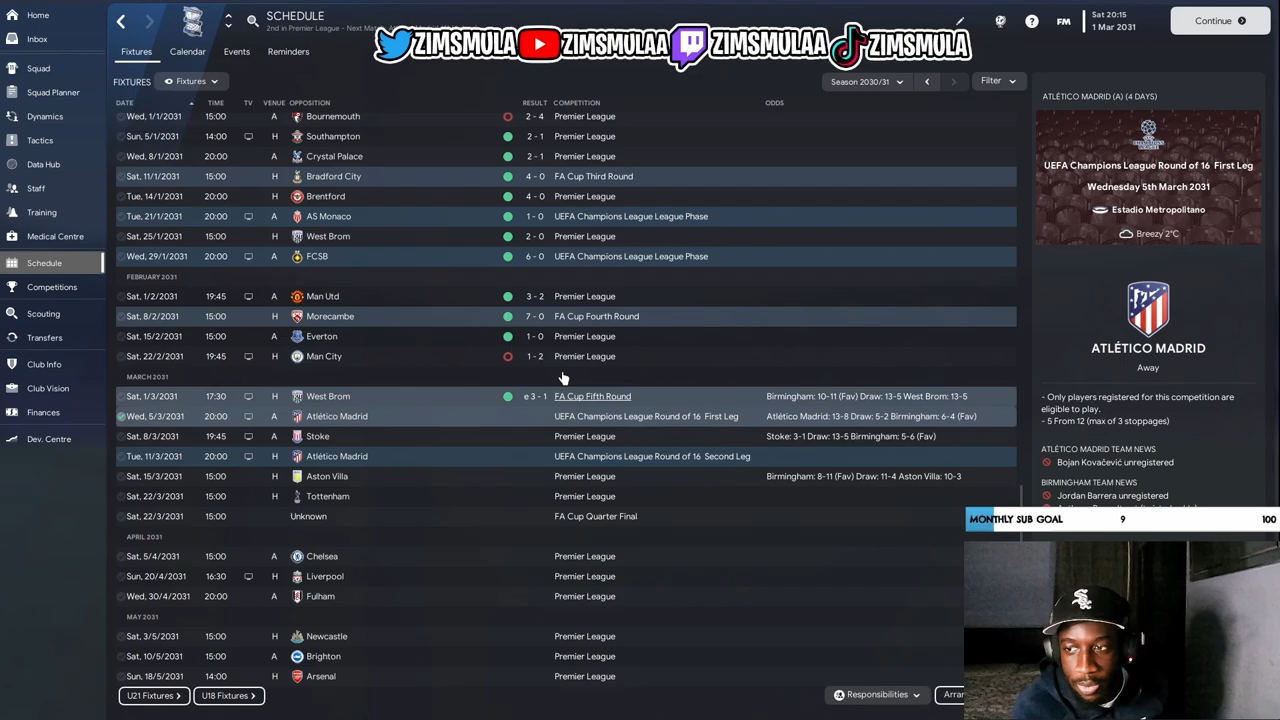 Home
Inbox
Squad
Squad Planner
Dynamics
Tactics
Data Hub
Staff
Training
Medical Centre
Schedule
Competitions
Scouting
Transfers
Club Info
Club Vision
Finances
Dev. Centre
SCHEDULE
2nd in Premier League - Next Match:
FM
Sat 20:15
1 Mar 2031
Continue
Fixtures Calendar Events Reminders
ZIMSMULA ZIMSMULAA ZIMSMULAA ZIMSMULA
FIXTURES Fixtures Season 2030/31 Filter
DATE TIME TV VENUE OPPOSITION RESULT COMPETITION ODDS
Wed, 1/1/2031 15:00 A Bournemouth 2 - 4 Premier League
Sun, 5/1/2031 14:00 H Southampton 2 - 1 Premier League
Wed, 8/1/2031 20:00 A Crystal Palace 2 - 1 Premier League
Sat, 11/1/2031 15:00 H Bradford City 4 - 0 FA Cup Third Round
Tue, 14/1/2031 20:00 H Brentford 4 - 0 Premier League
Tue, 21/1/2031 20:00 A AS Monaco 1 - 0 UEFA Champions League League Phase
Sat, 25/1/2031 15:00 H West Brom 2 - 0 Premier League
Wed, 29/1/2031 20:00 A FCSB 6 - 0 UEFA Champions League League Phase
FEBRUARY 2031
Sat, 1/2/2031 19:45 A Man Utd 3 - 2 Premier League
Sat, 8/2/2031 15:00 H Morecambe 7 - 0 FA Cup Fourth Round
Sat, 15/2/2031 15:00 A Everton 1 - 0 Premier League
Sat, 22/2/2031 19:45 H Man City 1 - 2 Premier League
MARCH 2031
Sat, 1/3/2031 17:30 H West Brom e 3 - 1 FA Cup Fifth Round Birmingham: 10-11 (Fav) Draw: 13-5 West Brom: 13-5
Wed, 5/3/2031 20:00 A Atlético Madrid UEFA Champions League Round of 16 First Leg Atlético Madrid: 13-8 Draw: 5-2 Birmingham: 6-4 (Fav)
Sat, 8/3/2031 19:45 A Stoke Premier League Stoke: 3-1 Draw: 13-5 Birmingham: 5-6 (Fav)
Tue, 11/3/2031 20:00 H Atlético Madrid UEFA Champions League Round of 16 Second Leg
Sat, 15/3/2031 15:00 H Aston Villa Premier League Birmingham: 8-11 (Fav) Draw: 11-4 Aston Villa: 10-3
Sat, 22/3/2031 15:00 H Tottenham Premier League
Sat, 22/3/2031 15:00 Unknown FA Cup Quarter Final
APRIL 2031
Sat, 5/4/2031 15:00 A Chelsea Premier League
Sun, 20/4/2031 16:30 H Liverpool Premier League
Wed, 30/4/2031 20:00 A Fulham Premier League
MAY 2031
Sat, 3/5/2031 15:00 H Newcastle Premier League
Sat, 10/5/2031 15:00 A Brighton Premier League
Sun, 18/5/2031 14:00 H Arsenal Premier League
U21 Fixtures U18 Fixtures Responsibilities
ATLÉTICO MADRID (A) (4 DAYS)
UEFA Champions League Round of 16 First Leg
Wednesday 5th March 2031
Estadio Metropolitano
Breezy 2°C
ATLÉTICO MADRID
Away
- Only players registered for this competition are
eligible to play.
- 5 From 12 (max of 3 stoppages)
ATLÉTICO MADRID TEAM NEWS
Bojan Kovačević unregistered
BIRMINGHAM TEAM NEWS
Jordan Barrera unregistered
MONTHLY SUB GOAL 9 100